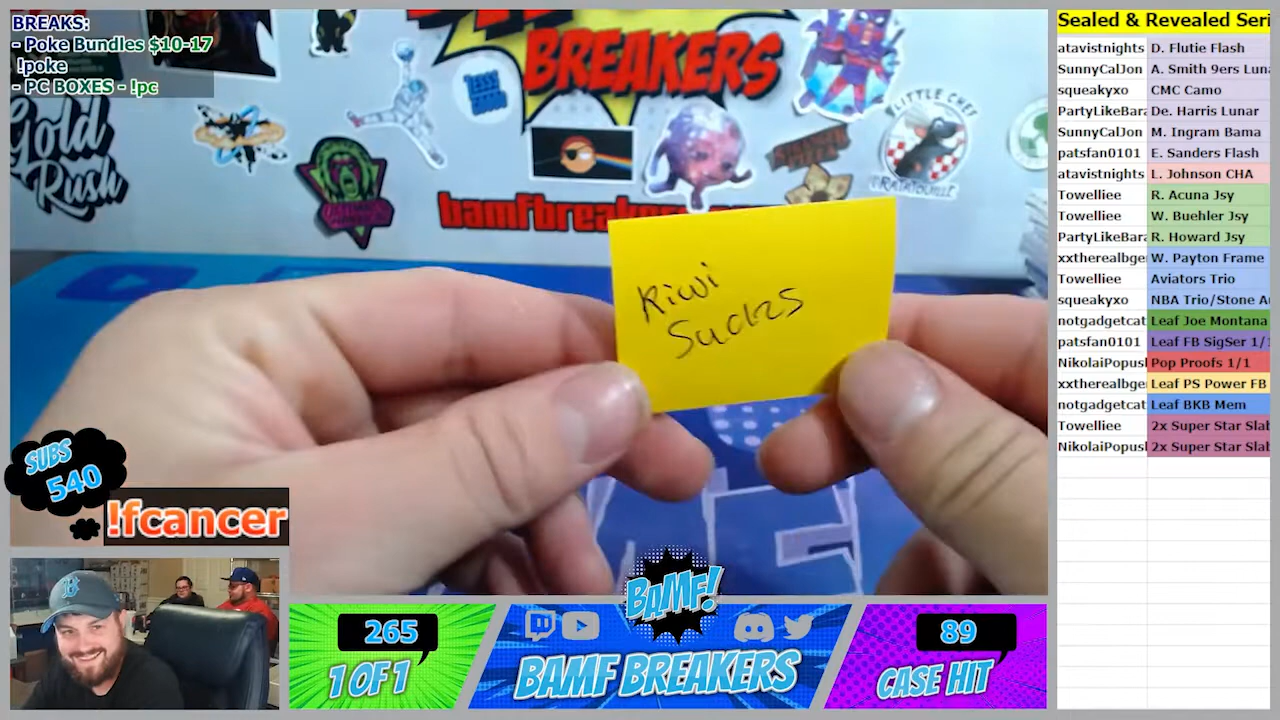 BREAKS:
- Poke Bundles $10-17
!poke
- PC BOXES - !pc
BREAKERS
Gold
Rush
LITTLE CHEF
RATATOUILLE
bamfbreake
Kiwi
Sucks
SUBS
540
!fcancer
BAMF!
265
1 OF 1
BAMF BREAKERS
89
CASE HIT
Sealed & Revealed Seri
atavistnights D. Flutie Flash
SunnyCalJon A. Smith 9ers Luna
squeakyxo CMC Camo
PartyLikeBara De. Harris Lunar
SunnyCalJon M. Ingram Bama
patsfan0101 E. Sanders Flash
atavistnights L. Johnson CHA
Towelliee R. Acuna Jsy
Towelliee W. Buehler Jsy
PartyLikeBara R. Howard Jsy
xxtherealbge W. Payton Frame
Towelliee Aviators Trio
squeakyxo NBA Trio/Stone A
notgadgetcat Leaf Joe Montana
patsfan0101 Leaf FB SigSer 1/
NikolaiPopusl Pop Proofs 1/1
xxtherealbge Leaf PS Power FB
notgadgetcat Leaf BKB Mem
Towelliee 2x Super Star Slab
NikolaiPopusl 2x Super Star Slab